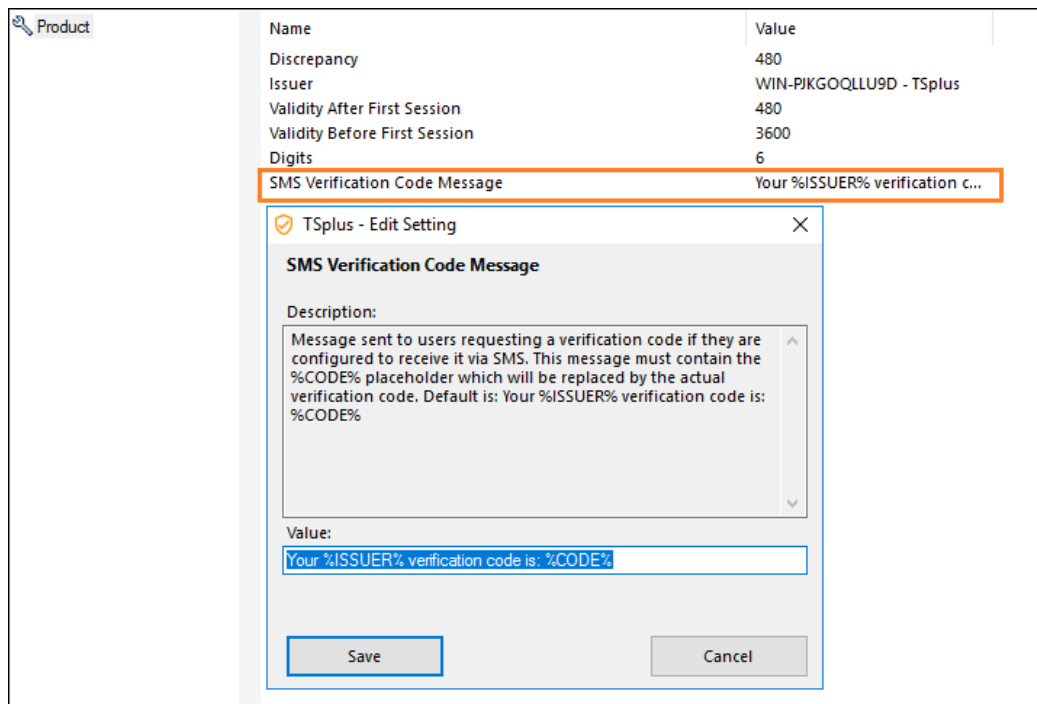 Product
Name Value
Discrepancy 480
Issuer WIN-PJKGOQLLU9D - TSplus
Validity After First Session 480
Validity Before First Session 3600
Digits 6
SMS Verification Code Message Your %ISSUER% verification c...
TSplus - Edit Setting
SMS Verification Code Message
Description:
Message sent to users requesting a verification code if they are
configured to receive it via SMS. This message must contain the
%CODE% placeholder which will be replaced by the actual
verification code. Default is: Your %ISSUER% verification code is:
%CODE%
Value:
Your %ISSUER% verification code is: %CODE%
Save Cancel